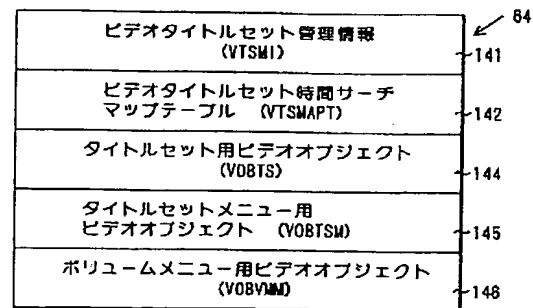 84
ビデオタイトルセット管理情報
(VTSMI)
141
ビデオタイトルセット時間サーチ
マップテーブル (VTSMAPT)
142
タイトルセット用ビデオオブジェクト
(VOBTS)
144
タイトルセットメニュー用
ビデオオブジェクト (VOBTSM)
145
ボリュームメニュー用ビデオオブジェクト
(VOBVMM)
146